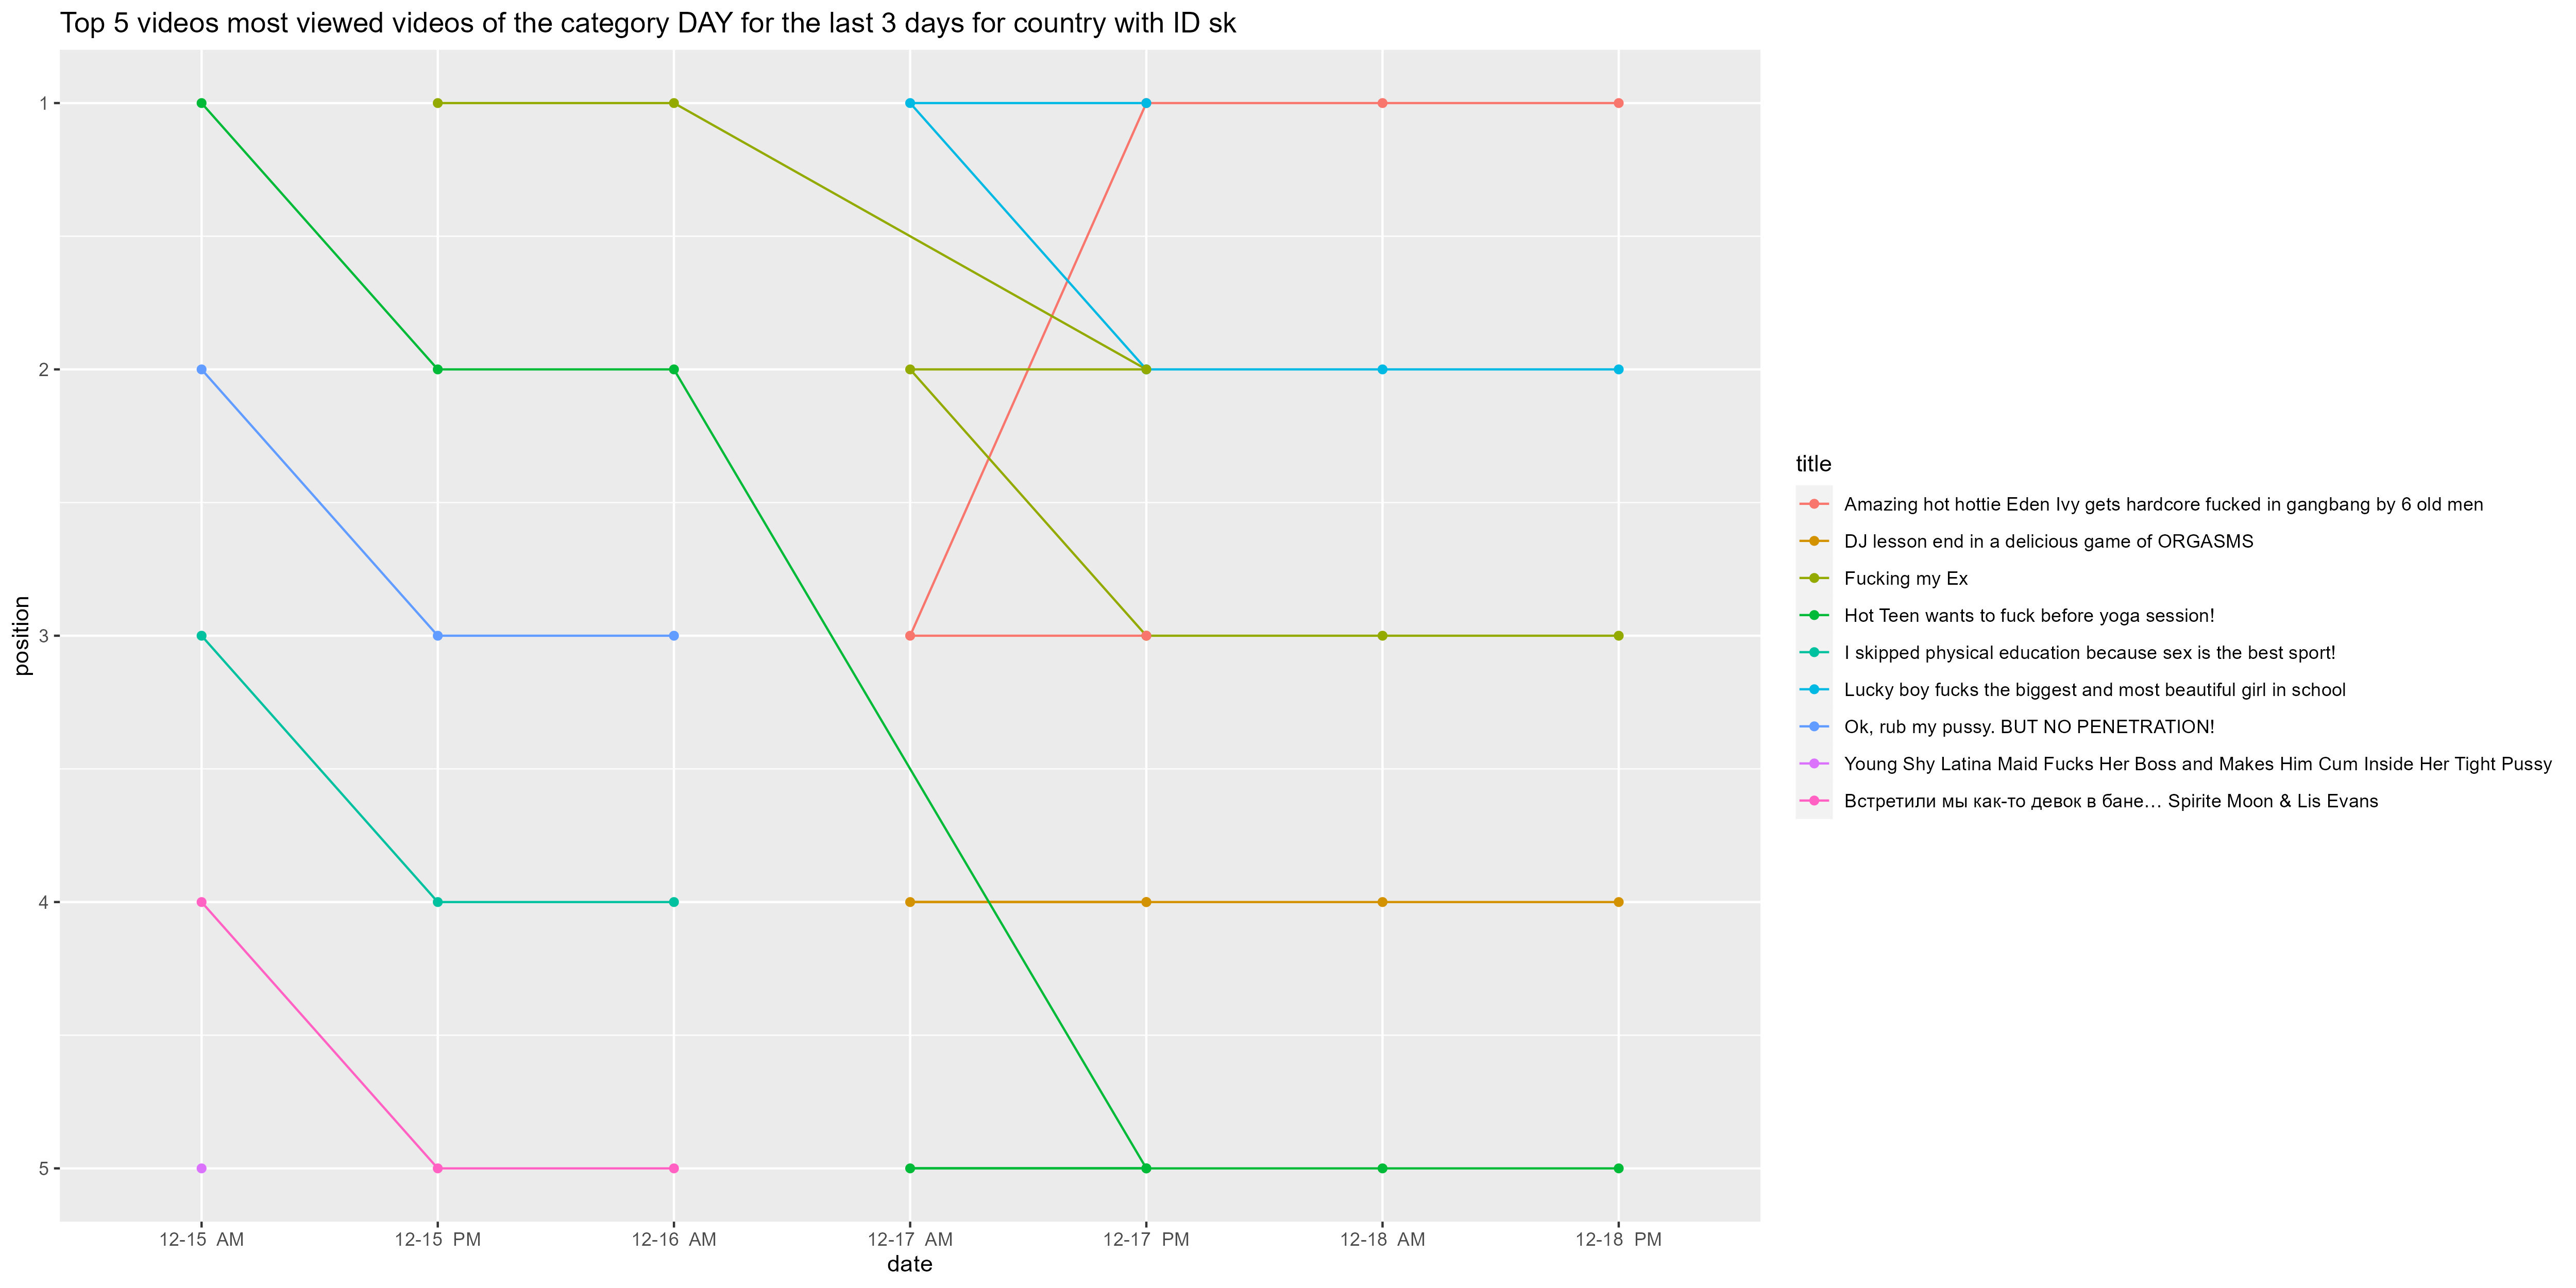 Top 5 videos most viewed videos of the category DAY for the last 3 days for country with ID sk
position
1
2
3
4
5
12-15 AM
12-15 PM
12-16 AM
12-17 AM
12-17 PM
12-18 AM
12-18 PM
date
title
Amazing hot hottie Eden Ivy gets hardcore fucked in gangbang by 6 old men
DJ lesson end in a delicious game of ORGASMS
Fucking my Ex
Hot Teen wants to fuck before yoga session!
I skipped physical education because sex is the best sport!
Lucky boy fucks the biggest and most beautiful girl in school
Ok, rub my pussy. BUT NO PENETRATION!
Young Shy Latina Maid Fucks Her Boss and Makes Him Cum Inside Her Tight Pussy
Встретили мы как-то девок в бане… Spirite Moon & Lis Evans